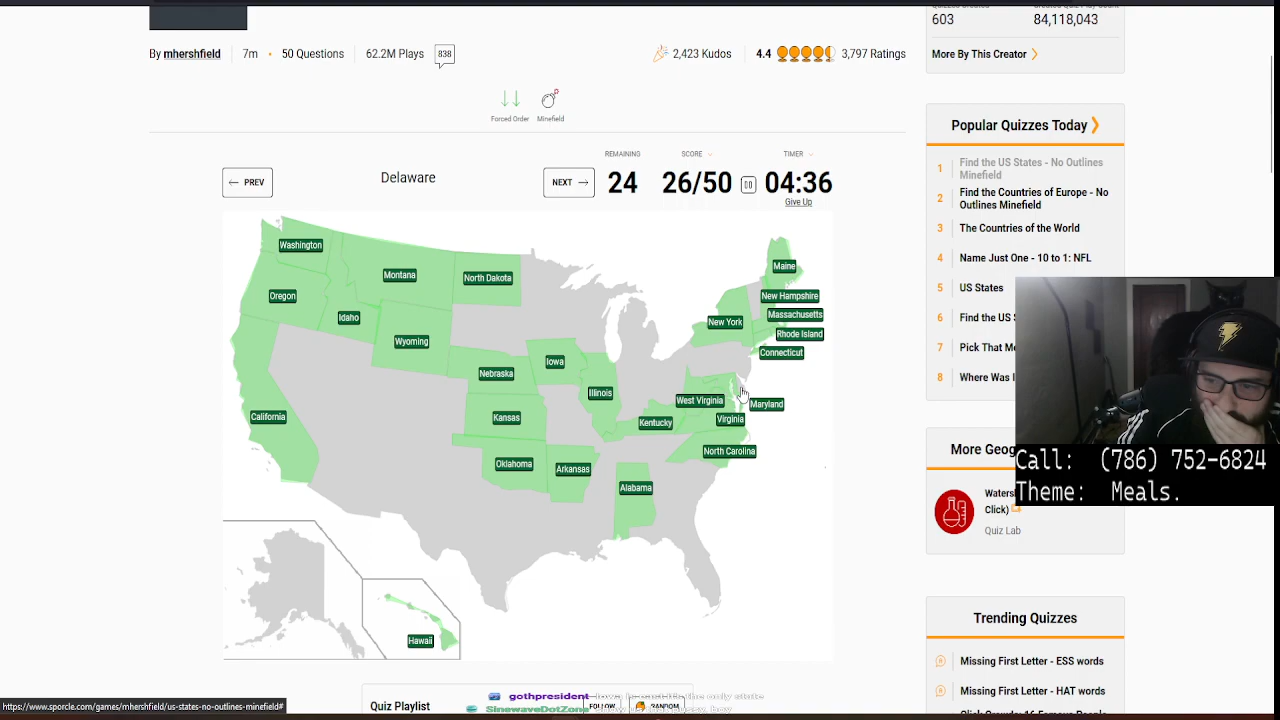 603
84,118,043
By mhershfield
7m • 50 Questions
62.2M Plays
838
2,423 Kudos
4.4
3,797 Ratings
More By This Creator
Forced Order
Minefield
Popular Quizzes Today
1 Find the US States - No Outlines
Minefield
2 Find the Countries of Europe - No
Outlines Minefield
3 The Countries of the World
4 Name Just One - 10 to 1: NFL
5 US States
6 Find the US S
7 Pick That Me
8 Where Was I
PREV
Delaware
NEXT
REMAINING
24
SCORE
26/50
TIMER
04:36
Give Up
Washington
Montana
North Dakota
Maine
Oregon
Idaho
New Hampshire
Massachusetts
New York
Rhode Island
Wyoming
Connecticut
Iowa
Nebraska
Illinois
West Virginia
Maryland
California
Kansas
Kentucky
Virginia
North Carolina
Oklahoma
Arkansas
Alabama
Hawaii
Call: (786) 752-6824
Theme: Meals.
More Geog
Waters
Click)
Quiz Lab
Trending Quizzes
Missing First Letter - ESS words
Missing First Letter - HAT words
Quiz Playlist
FOLLOW
RANDOM
gothpresident
SinewaveDotZone
https://www.sporcle.com/games/mhershfield/us-states-no-outlines-minefield#